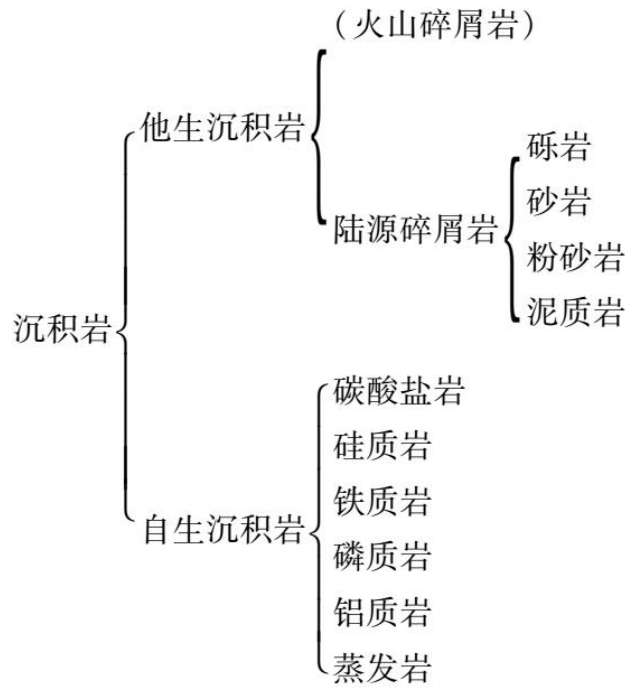 （火山碎屑岩）
他生沉积岩
砾岩
砂岩
陆源碎屑岩
粉砂岩
泥质岩
沉积岩
碳酸盐岩
硅质岩
铁质岩
自生沉积岩
磷质岩
铝质岩
蒸发岩